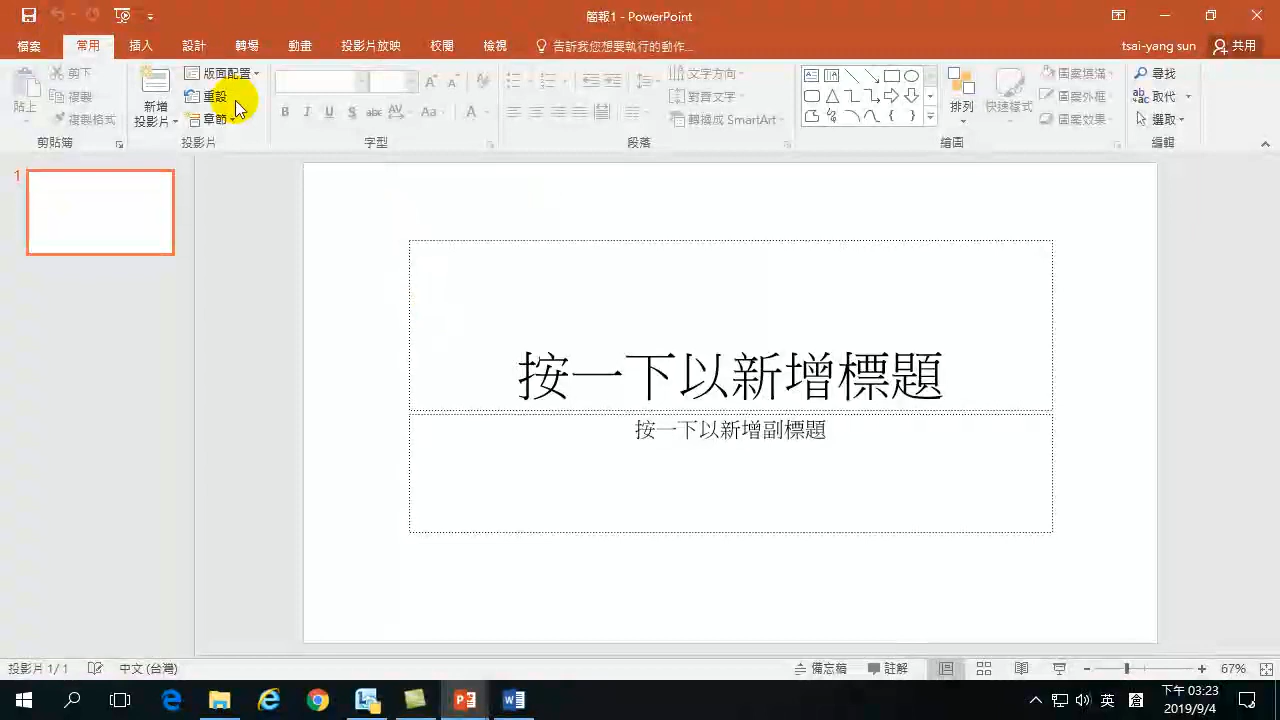 簡報1 - PowerPoint
檔案 常用 插入 設計 轉場 動畫 投影片放映 校閱 檢視 告訴我您想要執行的動作... tsai-yang sun 共用
貼上 剪下 複製 複製格式
新增投影片 版面配置 重設 章節
B I U S abc AV Aa A
文字方向 對齊文字 轉換成 SmartArt
排列 快速樣式 圖案填滿 圖案外框 圖案效果
尋找 取代 選取
剪貼簿 投影片 字型 段落 繪圖 編輯
1
按一下以新增標題
按一下以新增副標題
投影片 1/1 中文 (台灣) 備忘稿 註解 67%
英 下午 03:23
2019/9/4